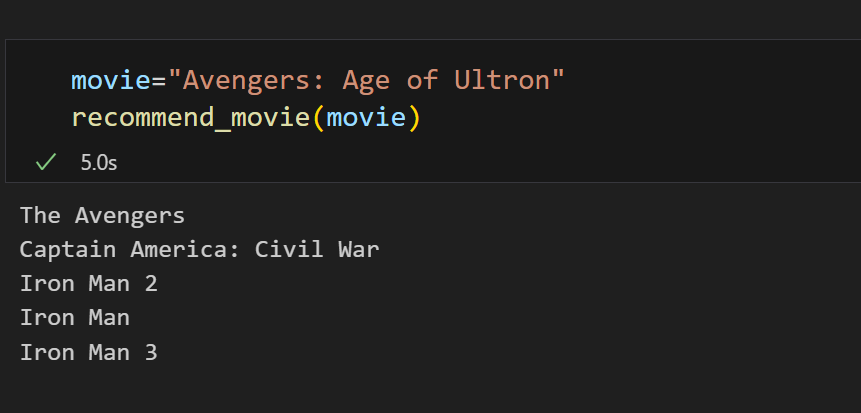 movie="Avengers: Age of Ultron"
recommend_movie(movie)
5.0s
The Avengers
Captain America: Civil War
Iron Man 2
Iron Man
Iron Man 3